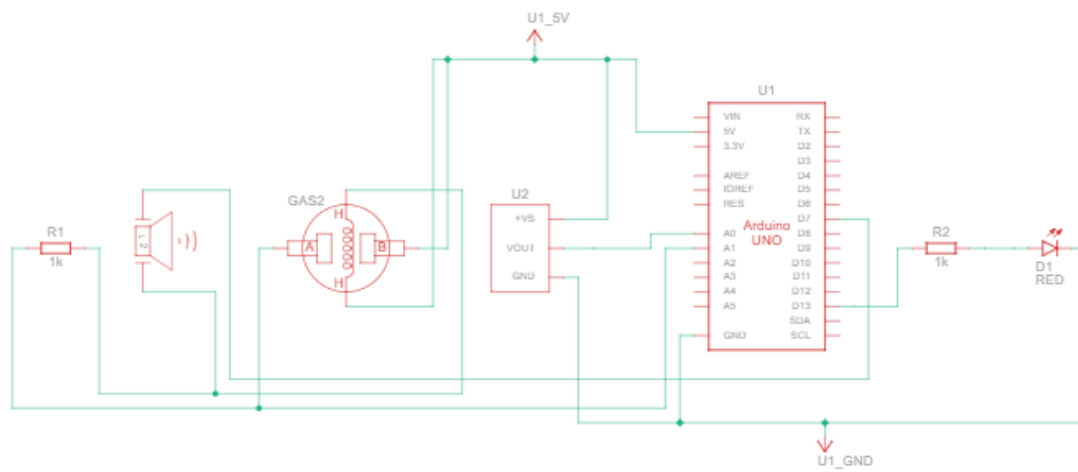 U1_5V
U1
VIN
5V
3.3V
AREF
IOREF
RES
A0
A1
A2
A3
A4
A5
GND
Arduino
UNO
RX
TX
D2
D3
D4
D5
D6
D7
D8
D9
D10
D11
D12
D13
SDA
SCL
GAS2
H
A
B
H
U2
+VS
VOUT
GND
R1
1k
R2
1k
D1
RED
U1_GND